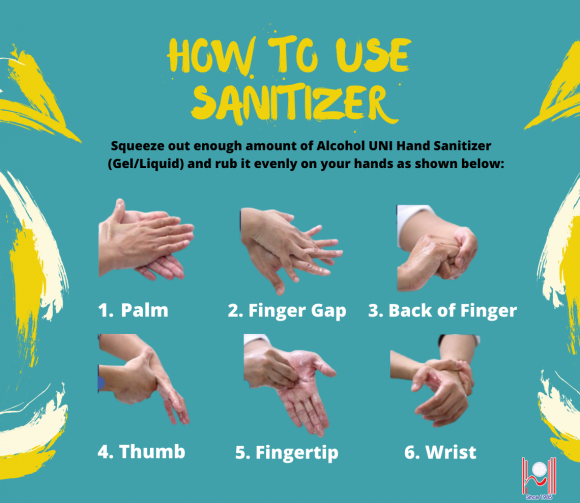 HOW TO USE
SANITIZER
Squeeze out enough amount of Alcohol UNI Hand Sanitizer
(Gel/Liquid) and rub it evenly on your hands as shown below:
1. Palm
2. Finger Gap
3. Back of Finger
4. Thumb
5. Fingertip
6. Wrist